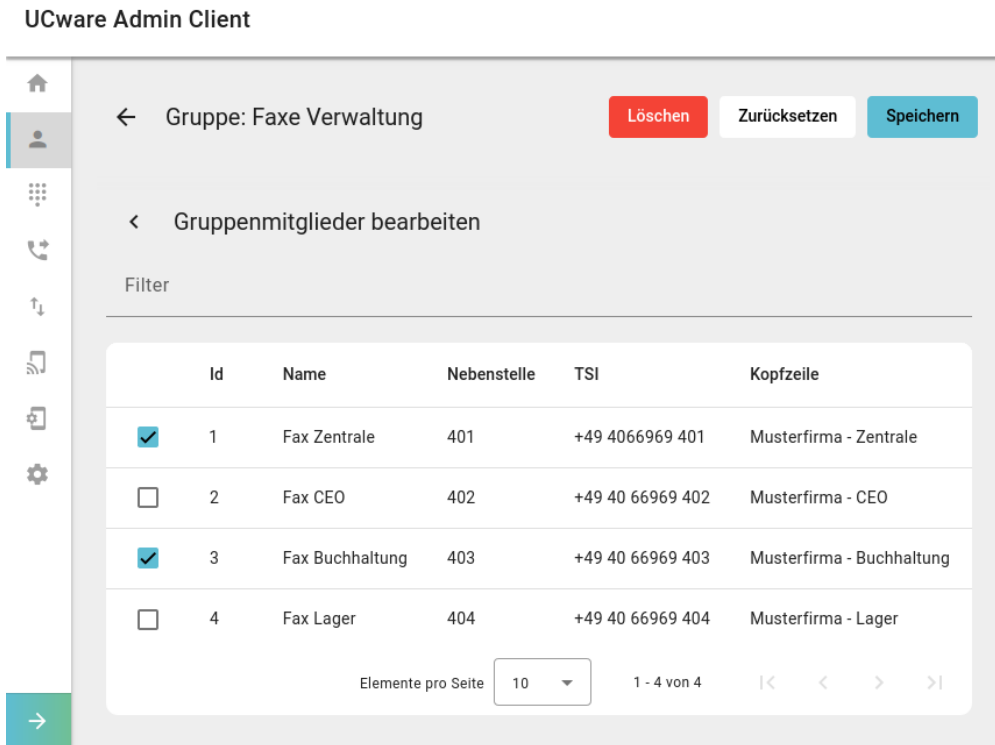 UCware Admin Client
Gruppe: Faxe Verwaltung
Löschen
Zurücksetzen
Speichern
Gruppenmitglieder bearbeiten
Filter
Id Name Nebenstelle TSI Kopfzeile
1 Fax Zentrale 401 +49 4066969 401 Musterfirma - Zentrale
2 Fax CEO 402 +49 40 66969 402 Musterfirma - CEO
3 Fax Buchhaltung 403 +49 40 66969 403 Musterfirma - Buchhaltung
4 Fax Lager 404 +49 40 66969 404 Musterfirma - Lager
Elemente pro Seite 10 1 - 4 von 4